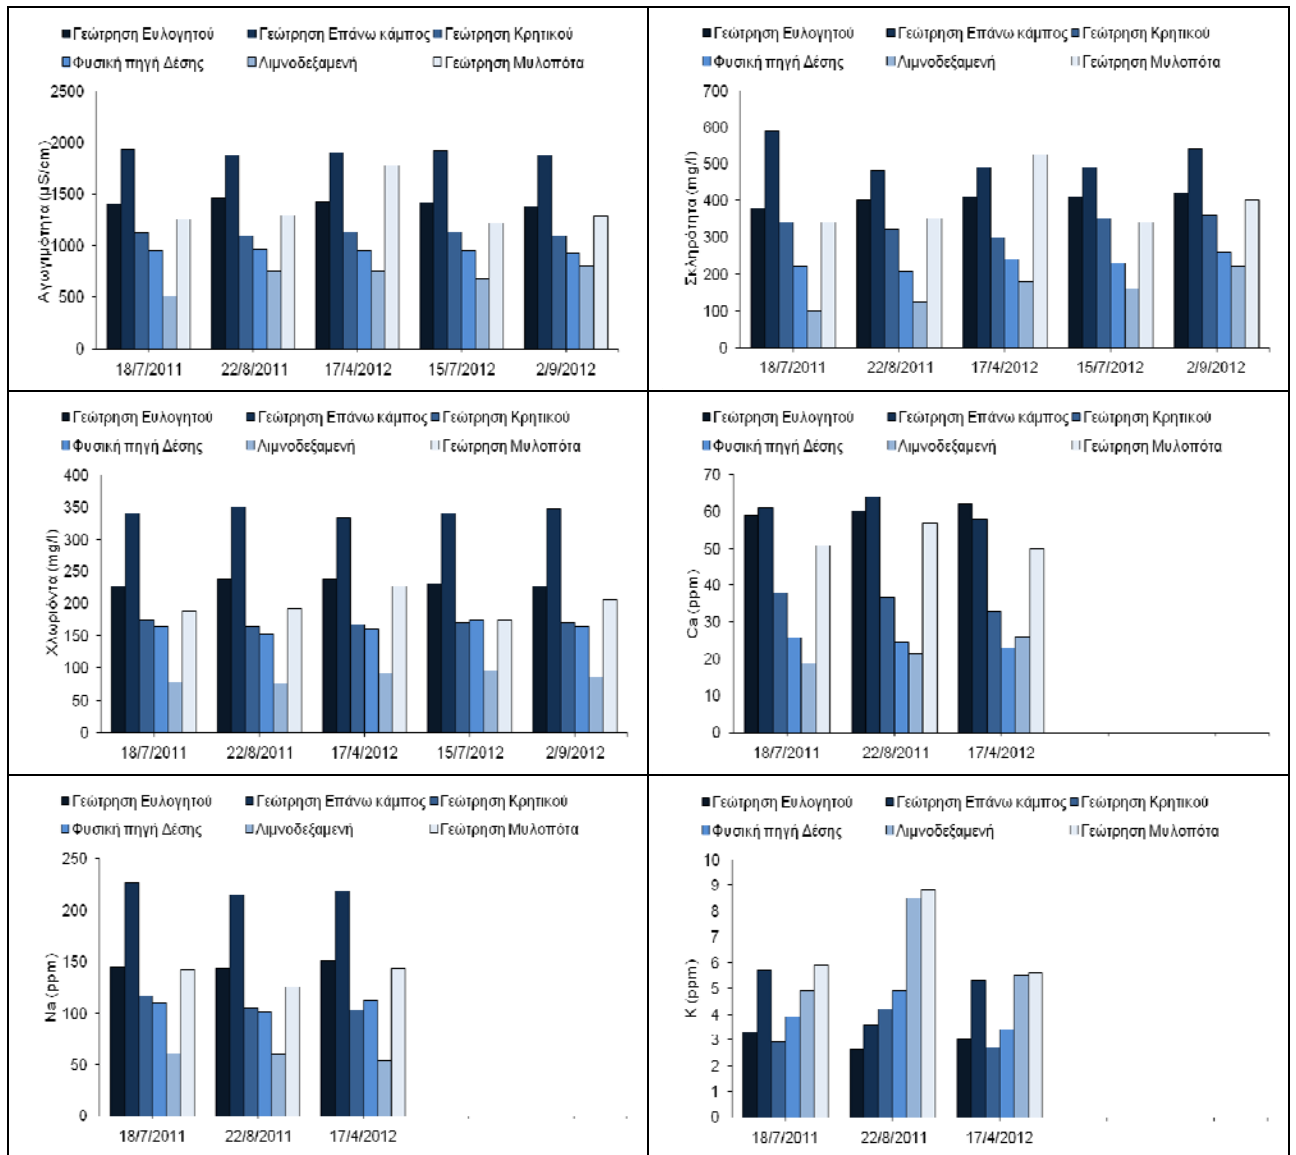 Γεώτρηση Ευλογητού Γεώτρηση Επάνω κάμπος Γεώτρηση Κρητικού
Φυσική πηγή Δέσης Λιμνοδεξαμενή Γεώτρηση Μυλοπότα
Αγωγιμότητα (μS/cm)
2500
2000
1500
1000
500
0
18/7/2011 22/8/2011 17/4/2012 15/7/2012 2/9/2012
Γεώτρηση Ευλογητού Γεώτρηση Επάνω κάμπος Γεώτρηση Κρητικού
Φυσική πηγή Δέσης Λιμνοδεξαμενή Γεώτρηση Μυλοπότα
Σκληρότητα (mg/l)
700
600
500
400
300
200
100
0
18/7/2011 22/8/2011 17/4/2012 15/7/2012 2/9/2012
Γεώτρηση Ευλογητού Γεώτρηση Επάνω κάμπος Γεώτρηση Κρητικού
Φυσική πηγή Δέσης Λιμνοδεξαμενή Γεώτρηση Μυλοπότα
Χλωριόντα (mg/l)
400
350
300
250
200
150
100
50
0
18/7/2011 22/8/2011 17/4/2012 15/7/2012 2/9/2012
Γεώτρηση Ευλογητού Γεώτρηση Επάνω κάμπος Γεώτρηση Κρητικού
Φυσική πηγή Δέσης Λιμνοδεξαμενή Γεώτρηση Μυλοπότα
Ca (ppm)
70
60
50
40
30
20
10
0
18/7/2011 22/8/2011 17/4/2012
Γεώτρηση Ευλογητού Γεώτρηση Επάνω κάμπος Γεώτρηση Κρητικού
Φυσική πηγή Δέσης Λιμνοδεξαμενή Γεώτρηση Μυλοπότα
Na (ppm)
250
200
150
100
50
0
18/7/2011 22/8/2011 17/4/2012
Γεώτρηση Ευλογητού Γεώτρηση Επάνω κάμπος Γεώτρηση Κρητικού
Φυσική πηγή Δέσης Λιμνοδεξαμενή Γεώτρηση Μυλοπότα
K (ppm)
10
9
8
7
6
5
4
3
2
1
0
18/7/2011 22/8/2011 17/4/2012